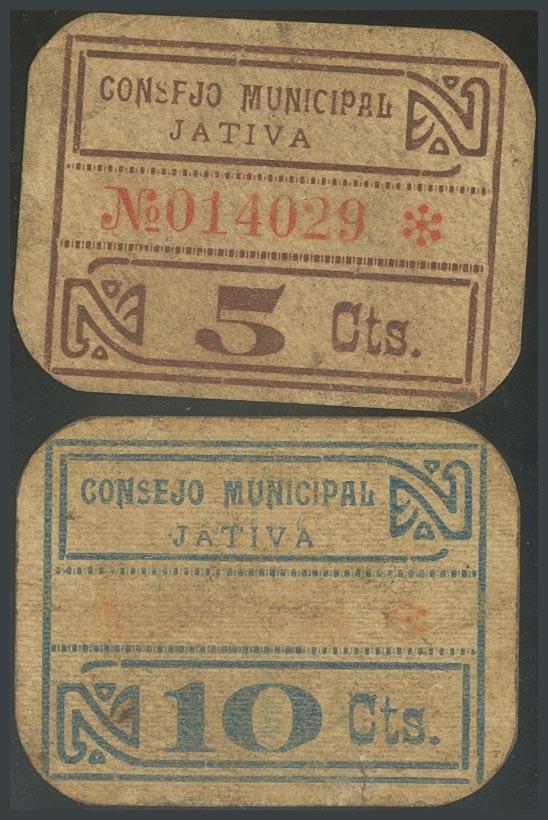 CONSEJO MUNICIPAL
JATIVA
№014029 *
5 Cts.
CONSEJO MUNICIPAL
JATIVA
*
10 Cts.